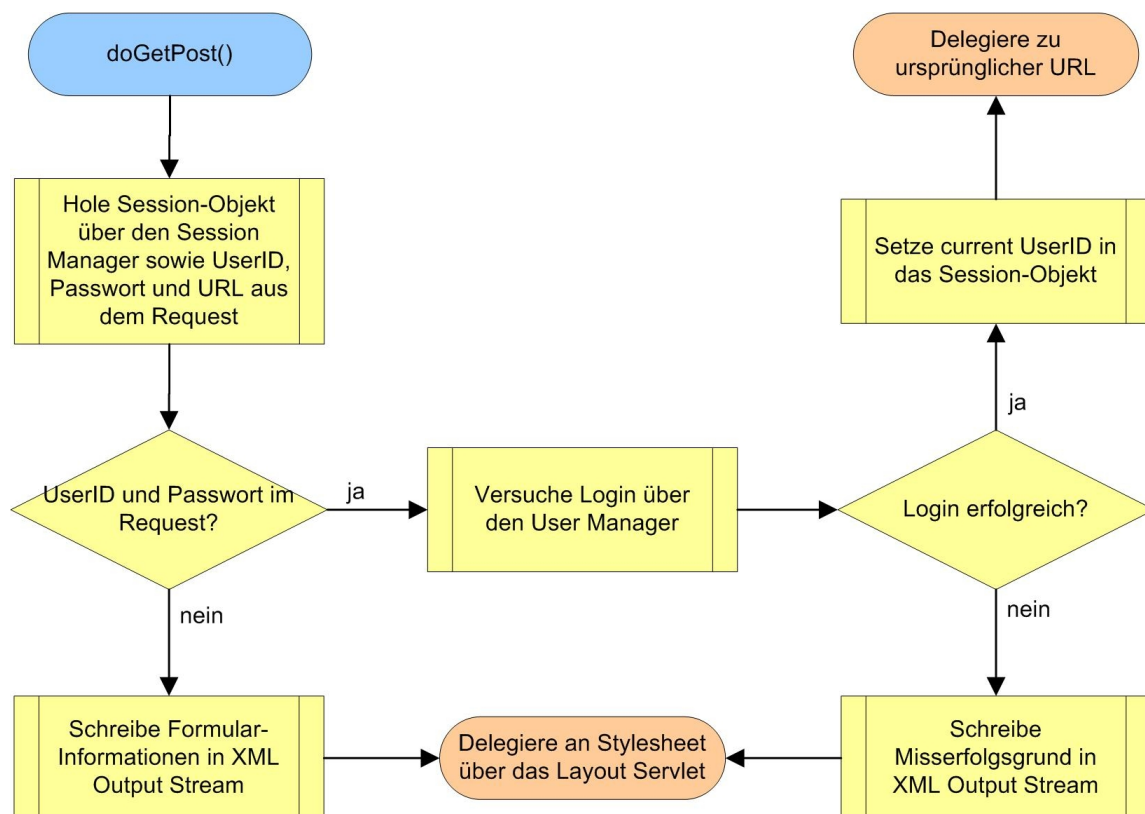 doGetPost()
Delegiere zu
ursprünglicher URL
Hole Session-Objekt
über den Session
Manager sowie UserID,
Passwort und URL aus
dem Request
Setze current UserID in
das Session-Objekt
ja
UserID und Passwort im
Request?
ja
Versuche Login über
den User Manager
Login erfolgreich?
nein
nein
Schreibe Formular-
Informationen in XML
Output Stream
Delegiere an Stylesheet
über das Layout Servlet
Schreibe
Misserfolgsgrund in
XML Output Stream